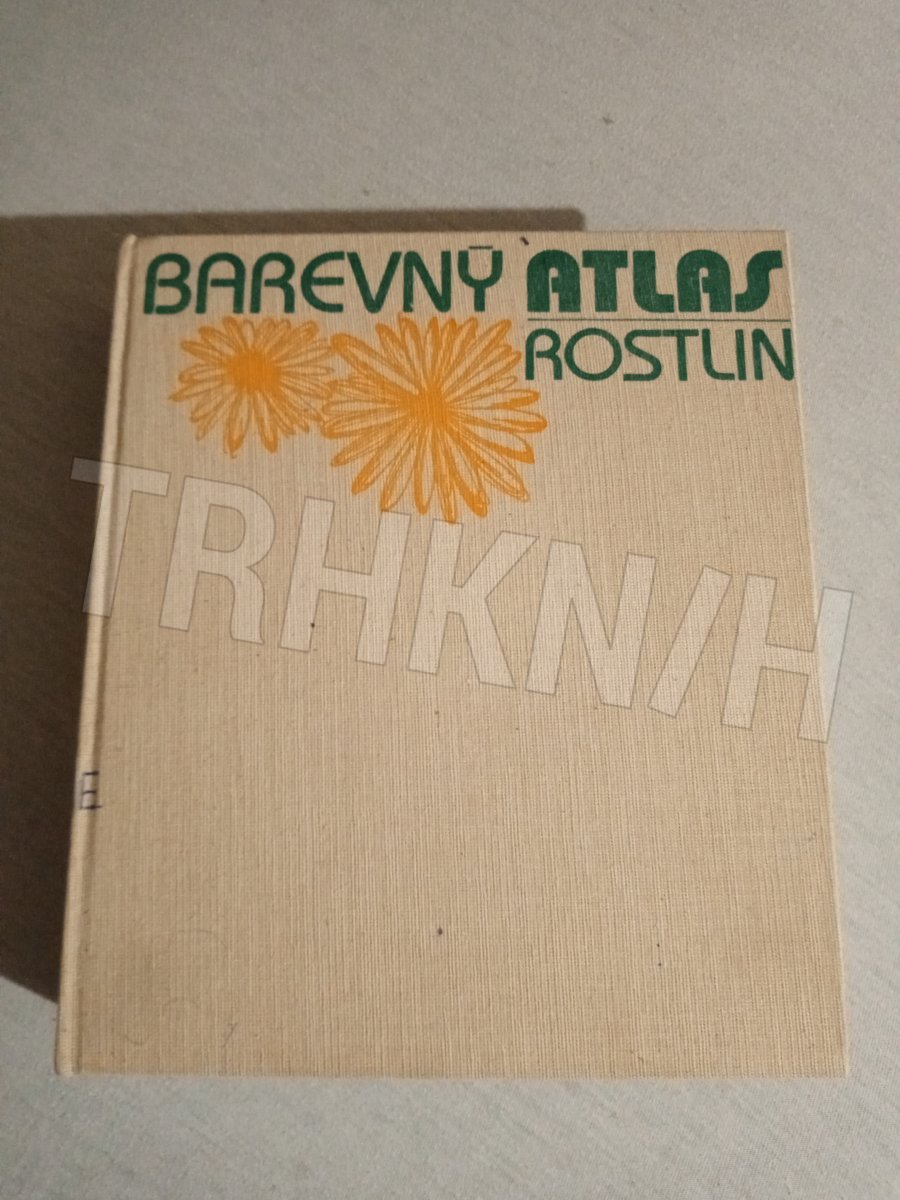 BAREVNÝ ATLAS
ROSTLIN
TRHKNIH
E